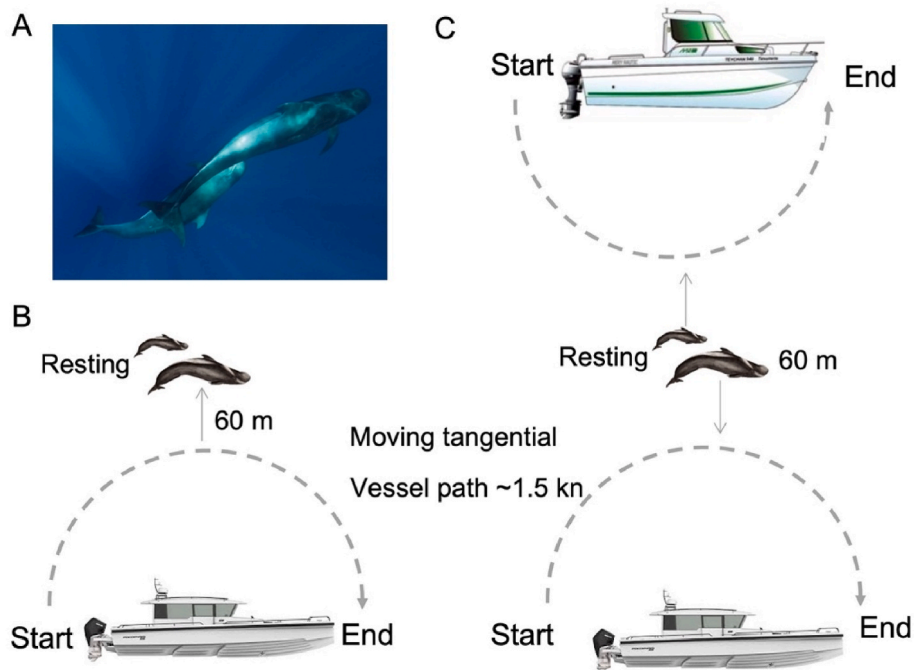 A
B
Resting
60 m
Start
End
Moving tangential
Vessel path ~1.5 kn
C
Start
End
Resting
60 m
Start
End